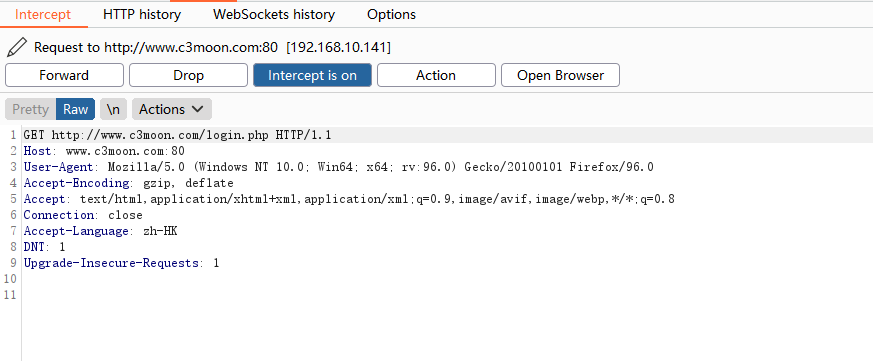 Intercept HTTP history WebSockets history Options
Request to http://www.c3moon.com:80 [192.168.10.141]
Forward Drop Intercept is on Action Open Browser
Pretty Raw \n Actions
1 GET http://www.c3moon.com/login.php HTTP/1.1
2 Host: www.c3moon.com:80
3 User-Agent: Mozilla/5.0 (Windows NT 10.0; Win64; x64; rv:96.0) Gecko/20100101 Firefox/96.0
4 Accept-Encoding: gzip, deflate
5 Accept: text/html,application/xhtml+xml,application/xml;q=0.9,image/avif,image/webp,*/*;q=0.8
6 Connection: close
7 Accept-Language: zh-HK
8 DNT: 1
9 Upgrade-Insecure-Requests: 1
10
11